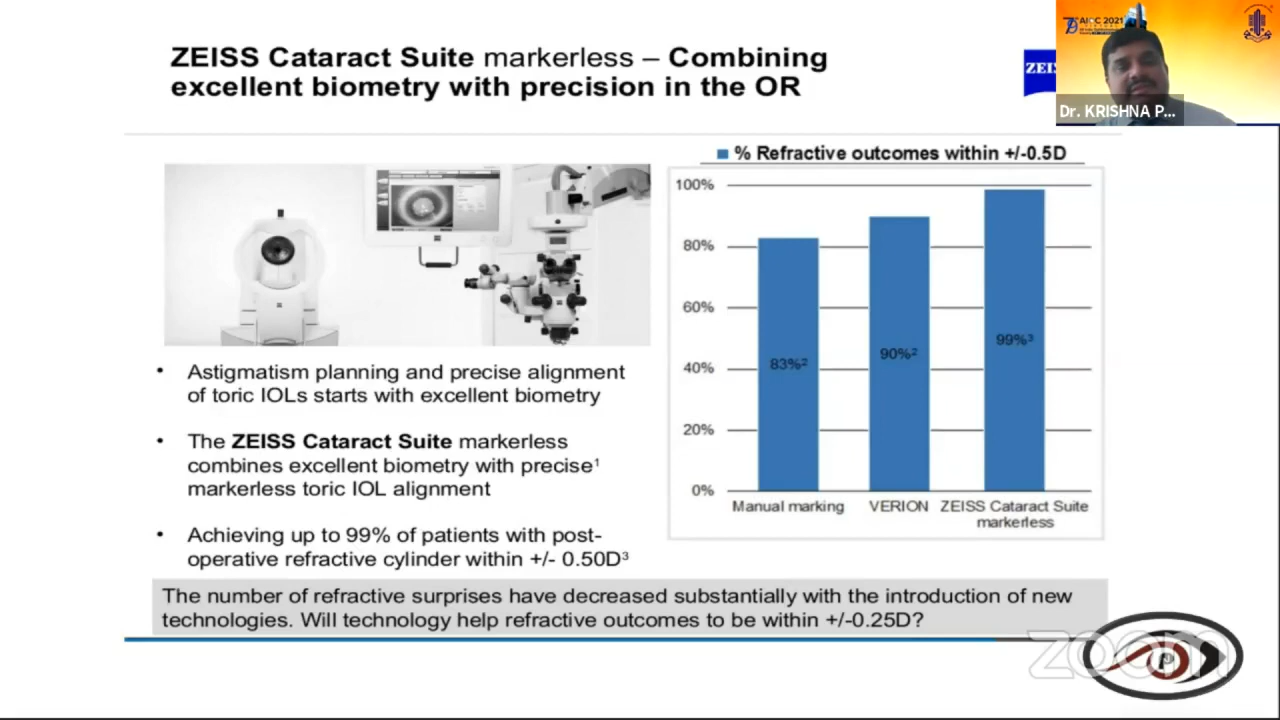 ZEISS Cataract Suite markerless – Combining
excellent biometry with precision in the OR
ZEIS
AIOC 2021
Dr. KRISHNA P...
% Refractive outcomes within +/-0.5D
100%
80%
60%
40%
20%
0%
83%²
90%²
99%³
Manual marking
VERION
ZEISS Cataract Suite
markerless
• Astigmatism planning and precise alignment
of toric IOLs starts with excellent biometry
• The ZEISS Cataract Suite markerless
combines excellent biometry with precise¹
markerless toric IOL alignment
• Achieving up to 99% of patients with post-
operative refractive cylinder within +/- 0.50D³
The number of refractive surprises have decreased substantially with the introduction of new
technologies. Will technology help refractive outcomes to be within +/-0.25D?
zoom